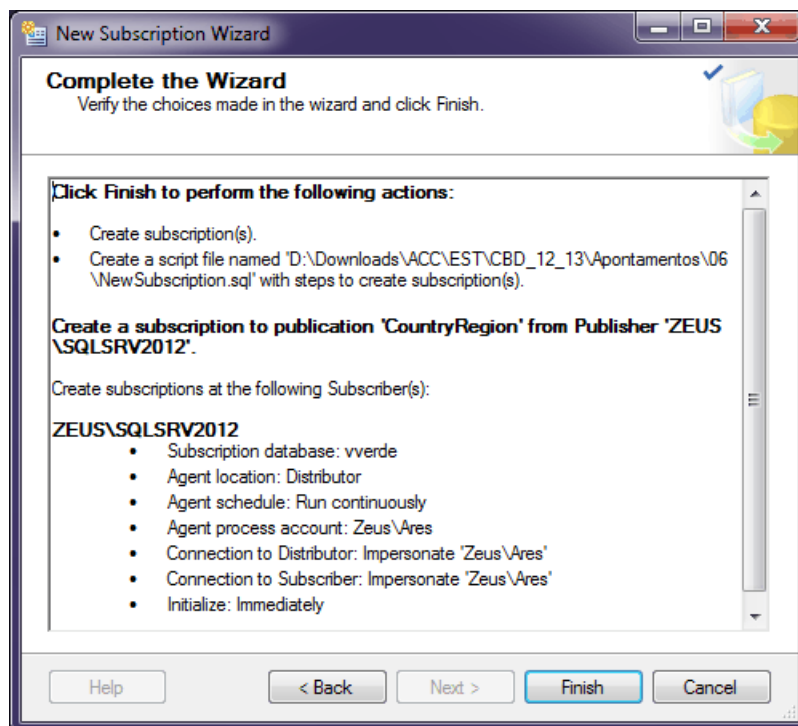 New Subscription Wizard
Complete the Wizard
Verify the choices made in the wizard and click Finish.
Click Finish to perform the following actions:
• Create subscription(s).
• Create a script file named 'D:\Downloads\ACC\EST\CBD_12_13\Apontamentos\06
\NewSubscription.sql' with steps to create subscription(s).
Create a subscription to publication 'CountryRegion' from Publisher 'ZEUS
\SQLSRV2012'.
Create subscriptions at the following Subscriber(s):
ZEUS\SQLSRV2012
• Subscription database: vverde
• Agent location: Distributor
• Agent schedule: Run continuously
• Agent process account: Zeus\Ares
• Connection to Distributor: Impersonate 'Zeus\Ares'
• Connection to Subscriber: Impersonate 'Zeus\Ares'
• Initialize: Immediately
Help < Back Next > Finish Cancel